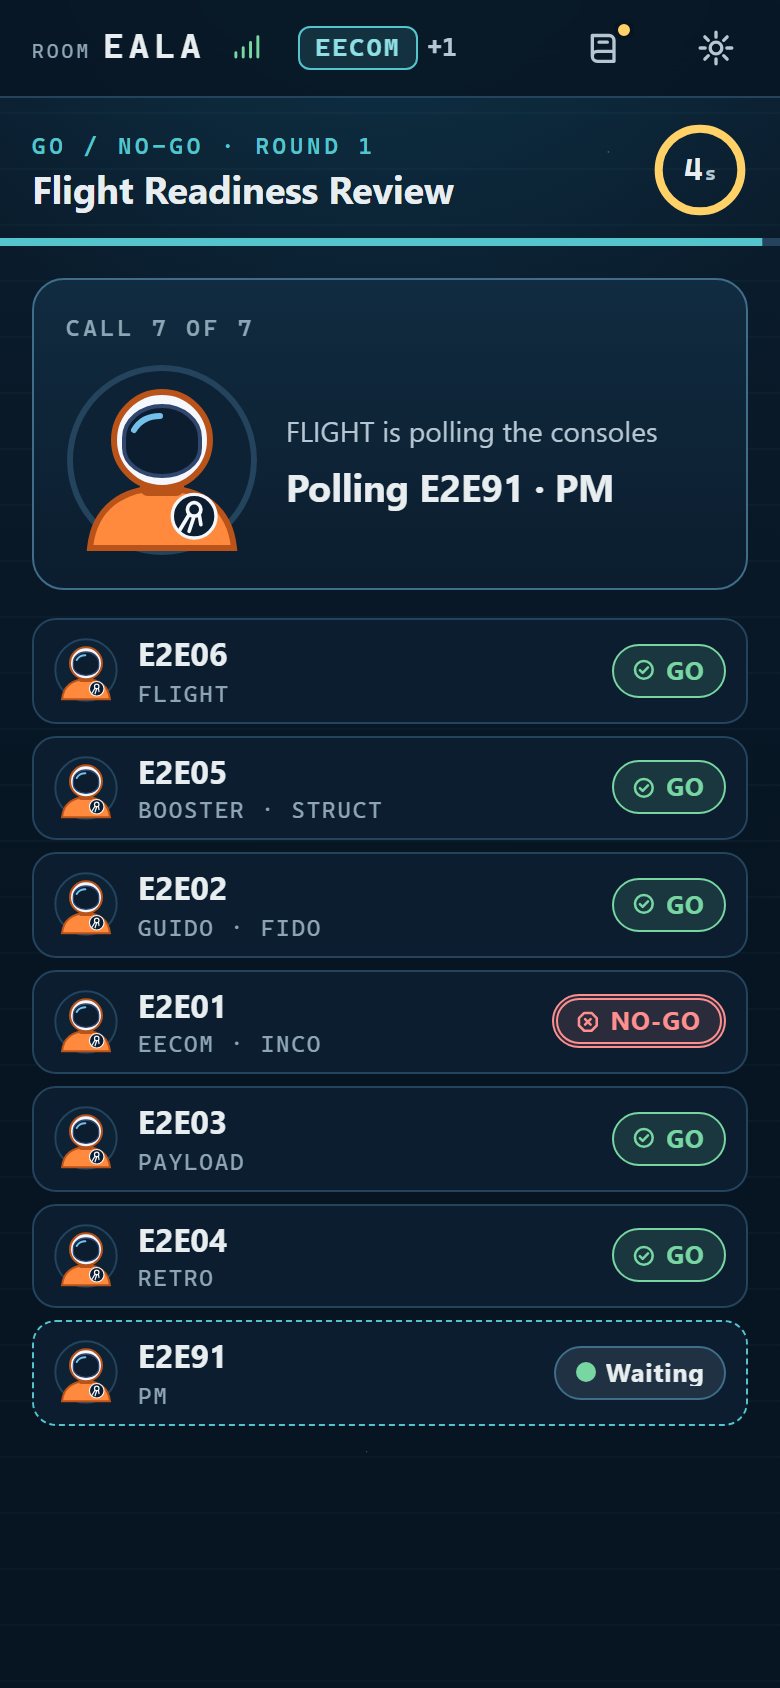 ROOM EALA EECOM +1
GO / NO-GO · ROUND 1
Flight Readiness Review
4s
CALL 7 OF 7
FLIGHT is polling the consoles
Polling E2E91 · PM
E2E06
FLIGHT
GO
E2E05
BOOSTER · STRUCT
GO
E2E02
GUIDO · FIDO
GO
E2E01
EECOM · INCO
NO-GO
E2E03
PAYLOAD
GO
E2E04
RETRO
GO
E2E91
PM
Waiting